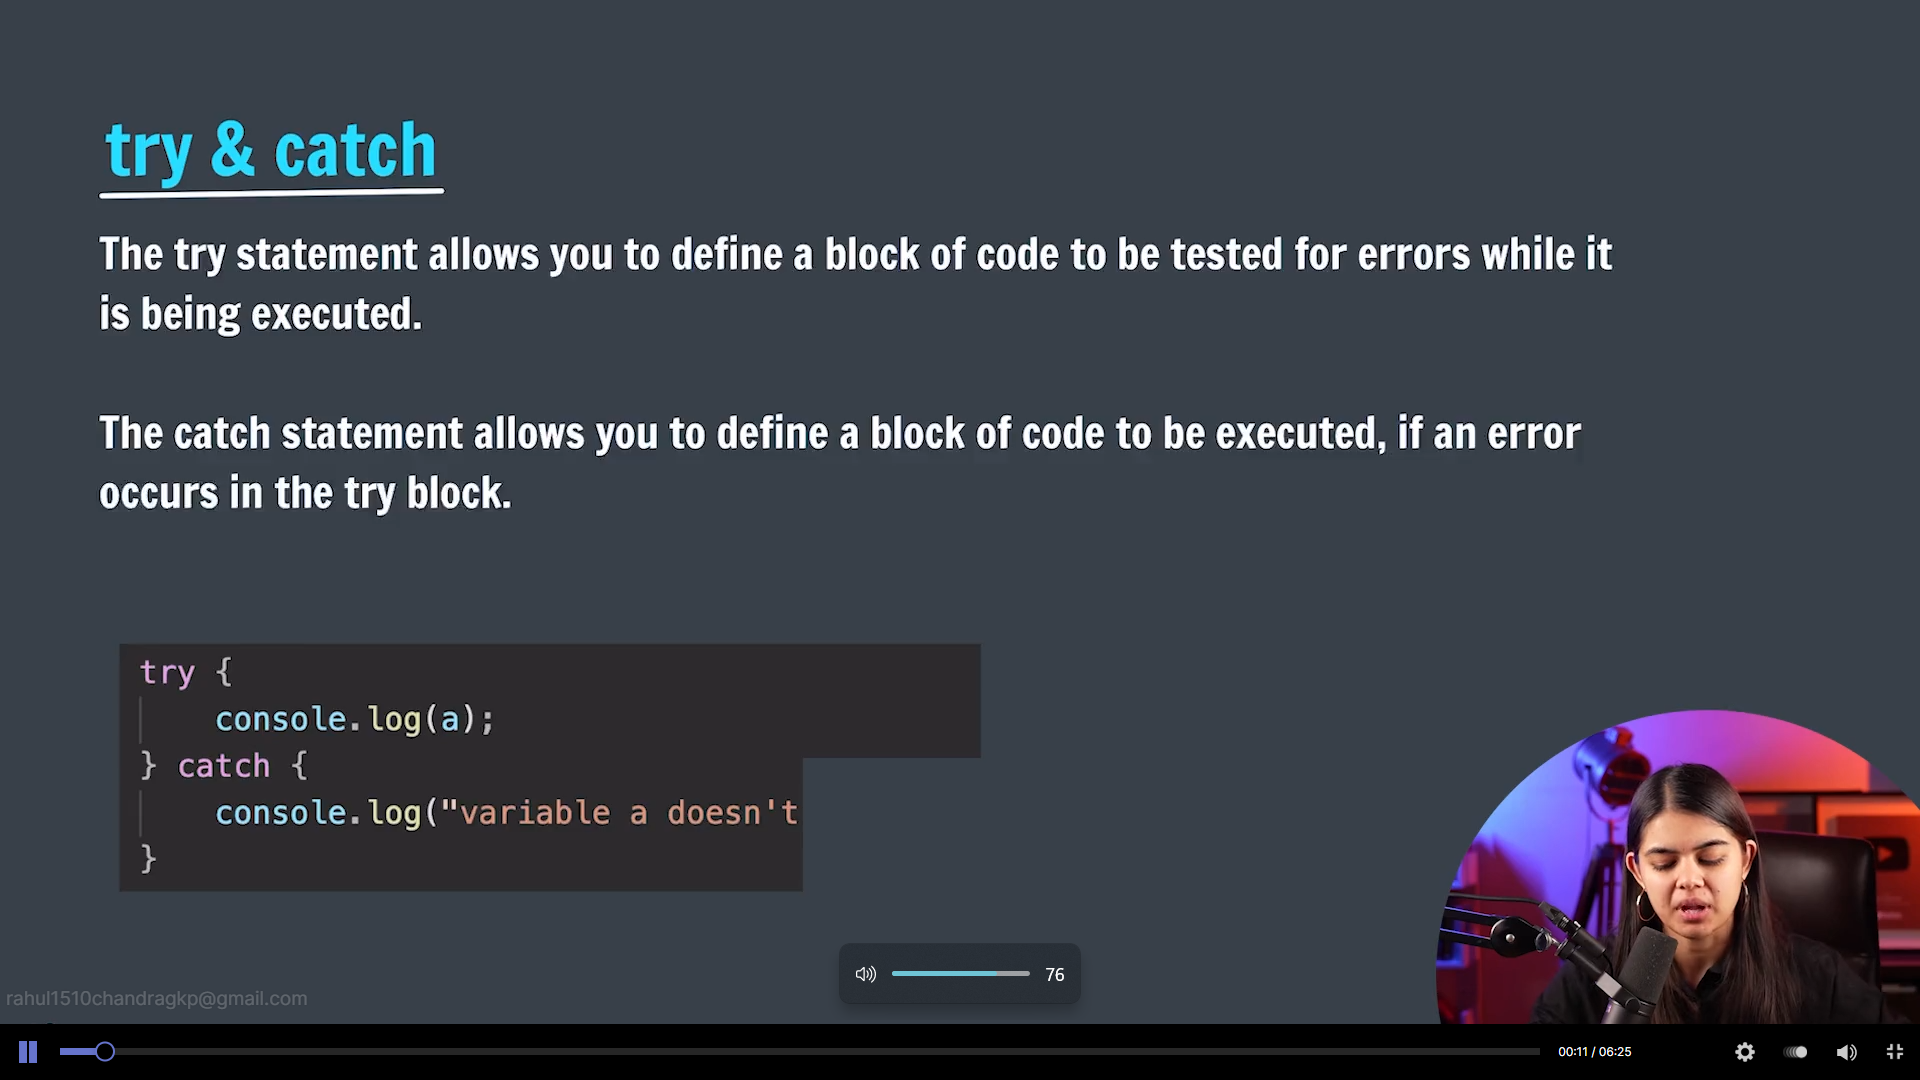 try & catch
The try statement allows you to define a block of code to be tested for errors while it
is being executed.
The catch statement allows you to define a block of code to be executed, if an error
occurs in the try block.
try {
console.log(a);
} catch {
console.log("variable a doesn't
}
76
rahul1510chandragkp@gmail.com
00:11 / 06:25